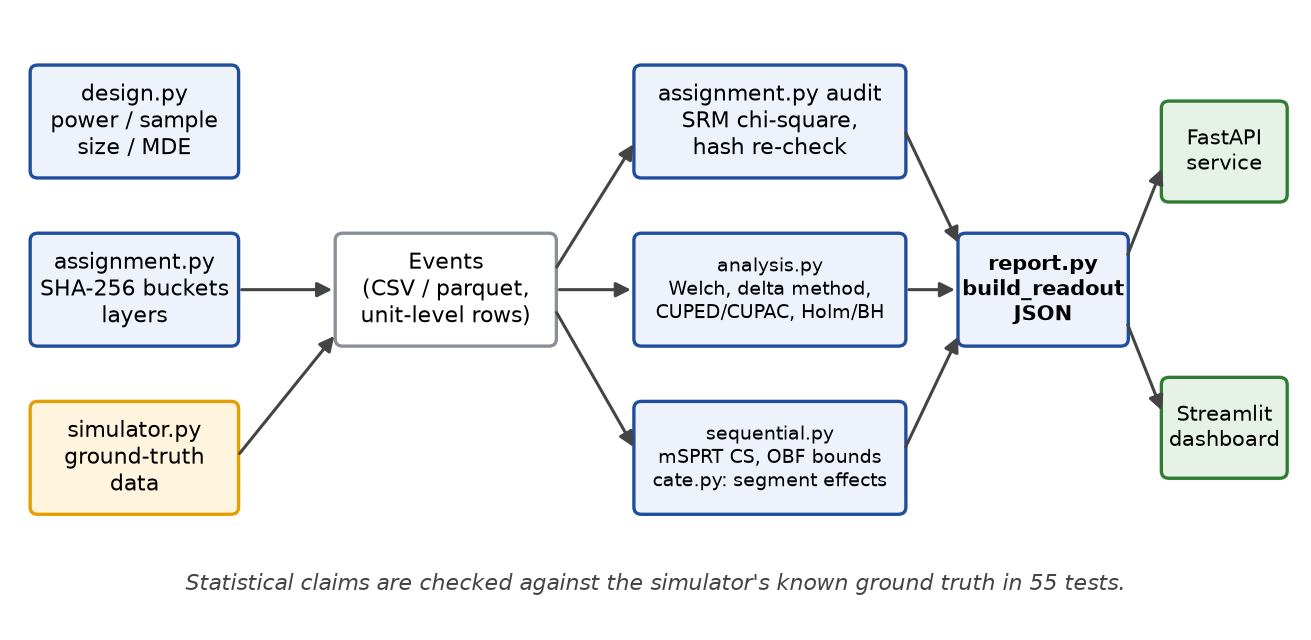 design.py
power / sample
size / MDE
assignment.py
SHA-256 buckets
layers
simulator.py
ground-truth
data
Events
(CSV / parquet,
unit-level rows)
assignment.py audit
SRM chi-square,
hash re-check
analysis.py
Welch, delta method,
CUPED/CUPAC, Holm/BH
sequential.py
mSPRT CS, OBF bounds
cate.py: segment effects
report.py
build_readout
JSON
FastAPI
service
Streamlit
dashboard
Statistical claims are checked against the simulator's known ground truth in 55 tests.